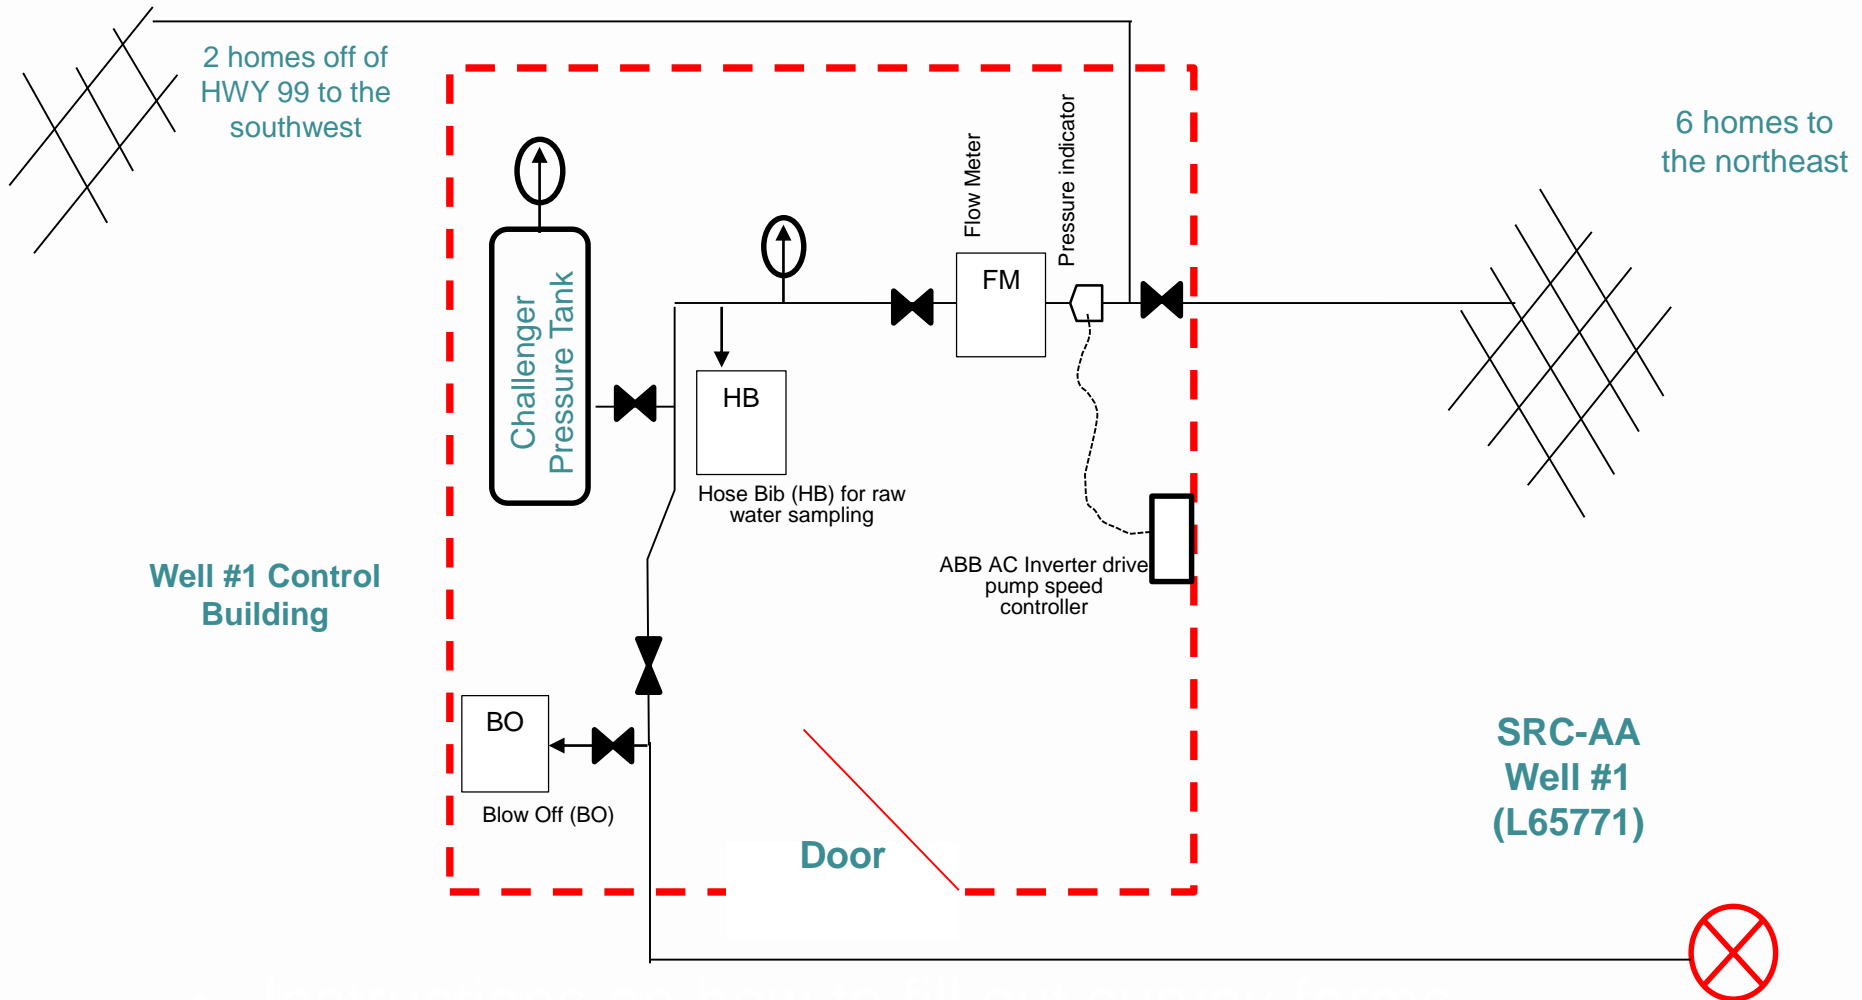 2 homes off of
HWY 99 to the
southwest
6 homes to
the northeast
Flow Meter
Pressure indicator
FM
Challenger
Pressure Tank
HB
Hose Bib (HB) for raw
water sampling
ABB AC Inverter drive
pump speed
controller
Well #1 Control
Building
BO
Blow Off (BO)
Door
SRC-AA
Well #1
(L65771)